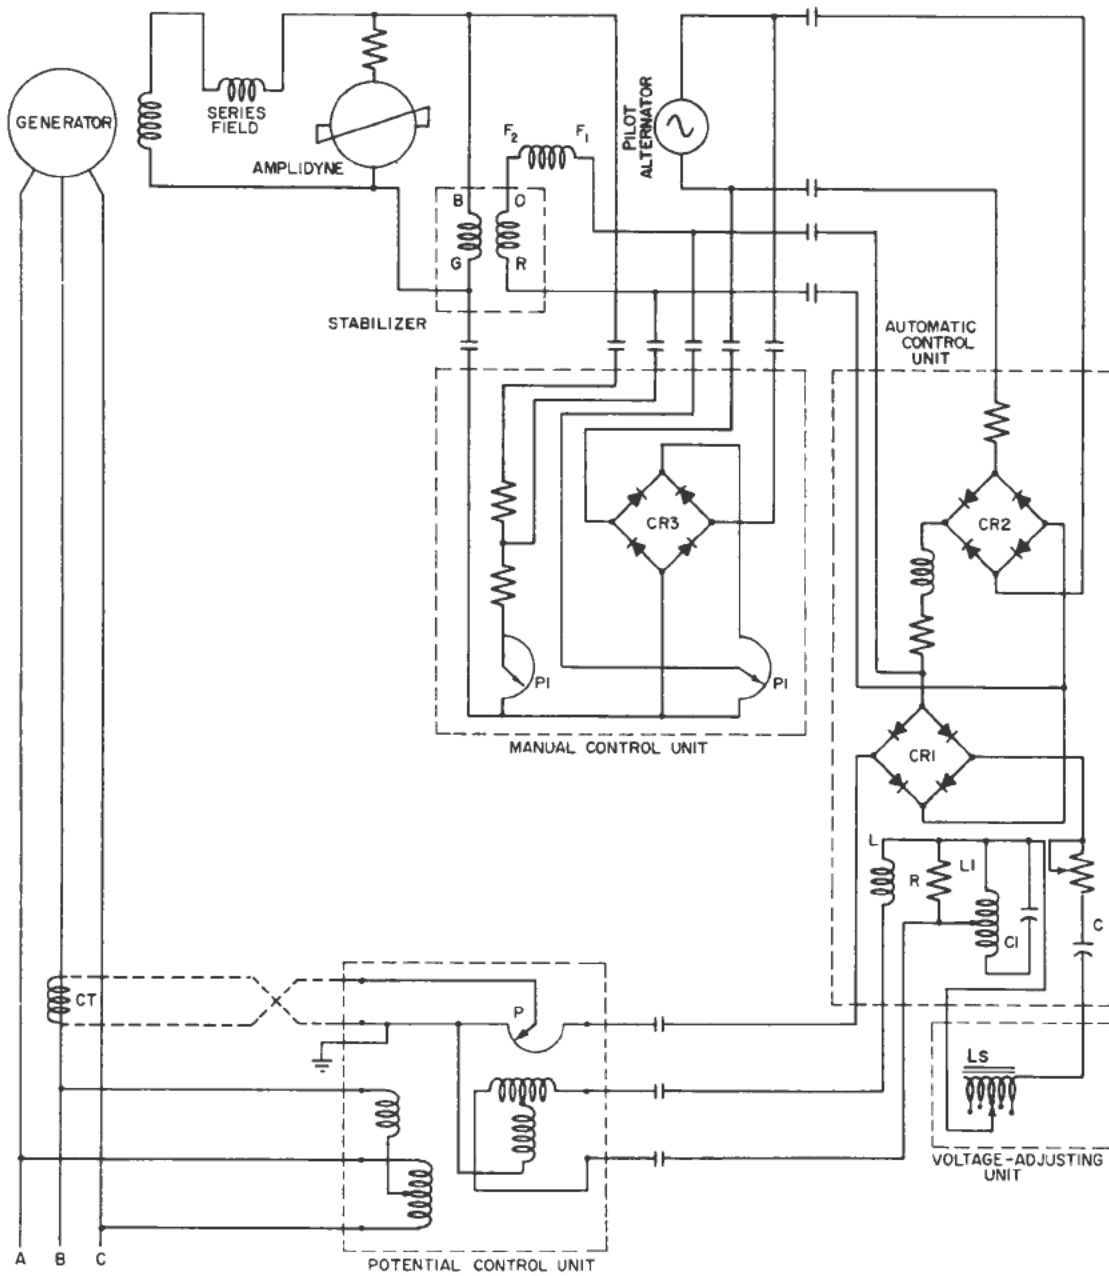 GENERATOR
SERIES
FIELD
AMPLIDYNE
F2
F1
PILOT
ALTERNATOR
B
O
G
R
STABILIZER
AUTOMATIC
CONTROL
UNIT
CR3
CR2
P1
P1
MANUAL CONTROL UNIT
CR1
L
R
L1
C1
C
CT
P
Ls
VOLTAGE-ADJUSTING
UNIT
A
B
C
POTENTIAL CONTROL UNIT